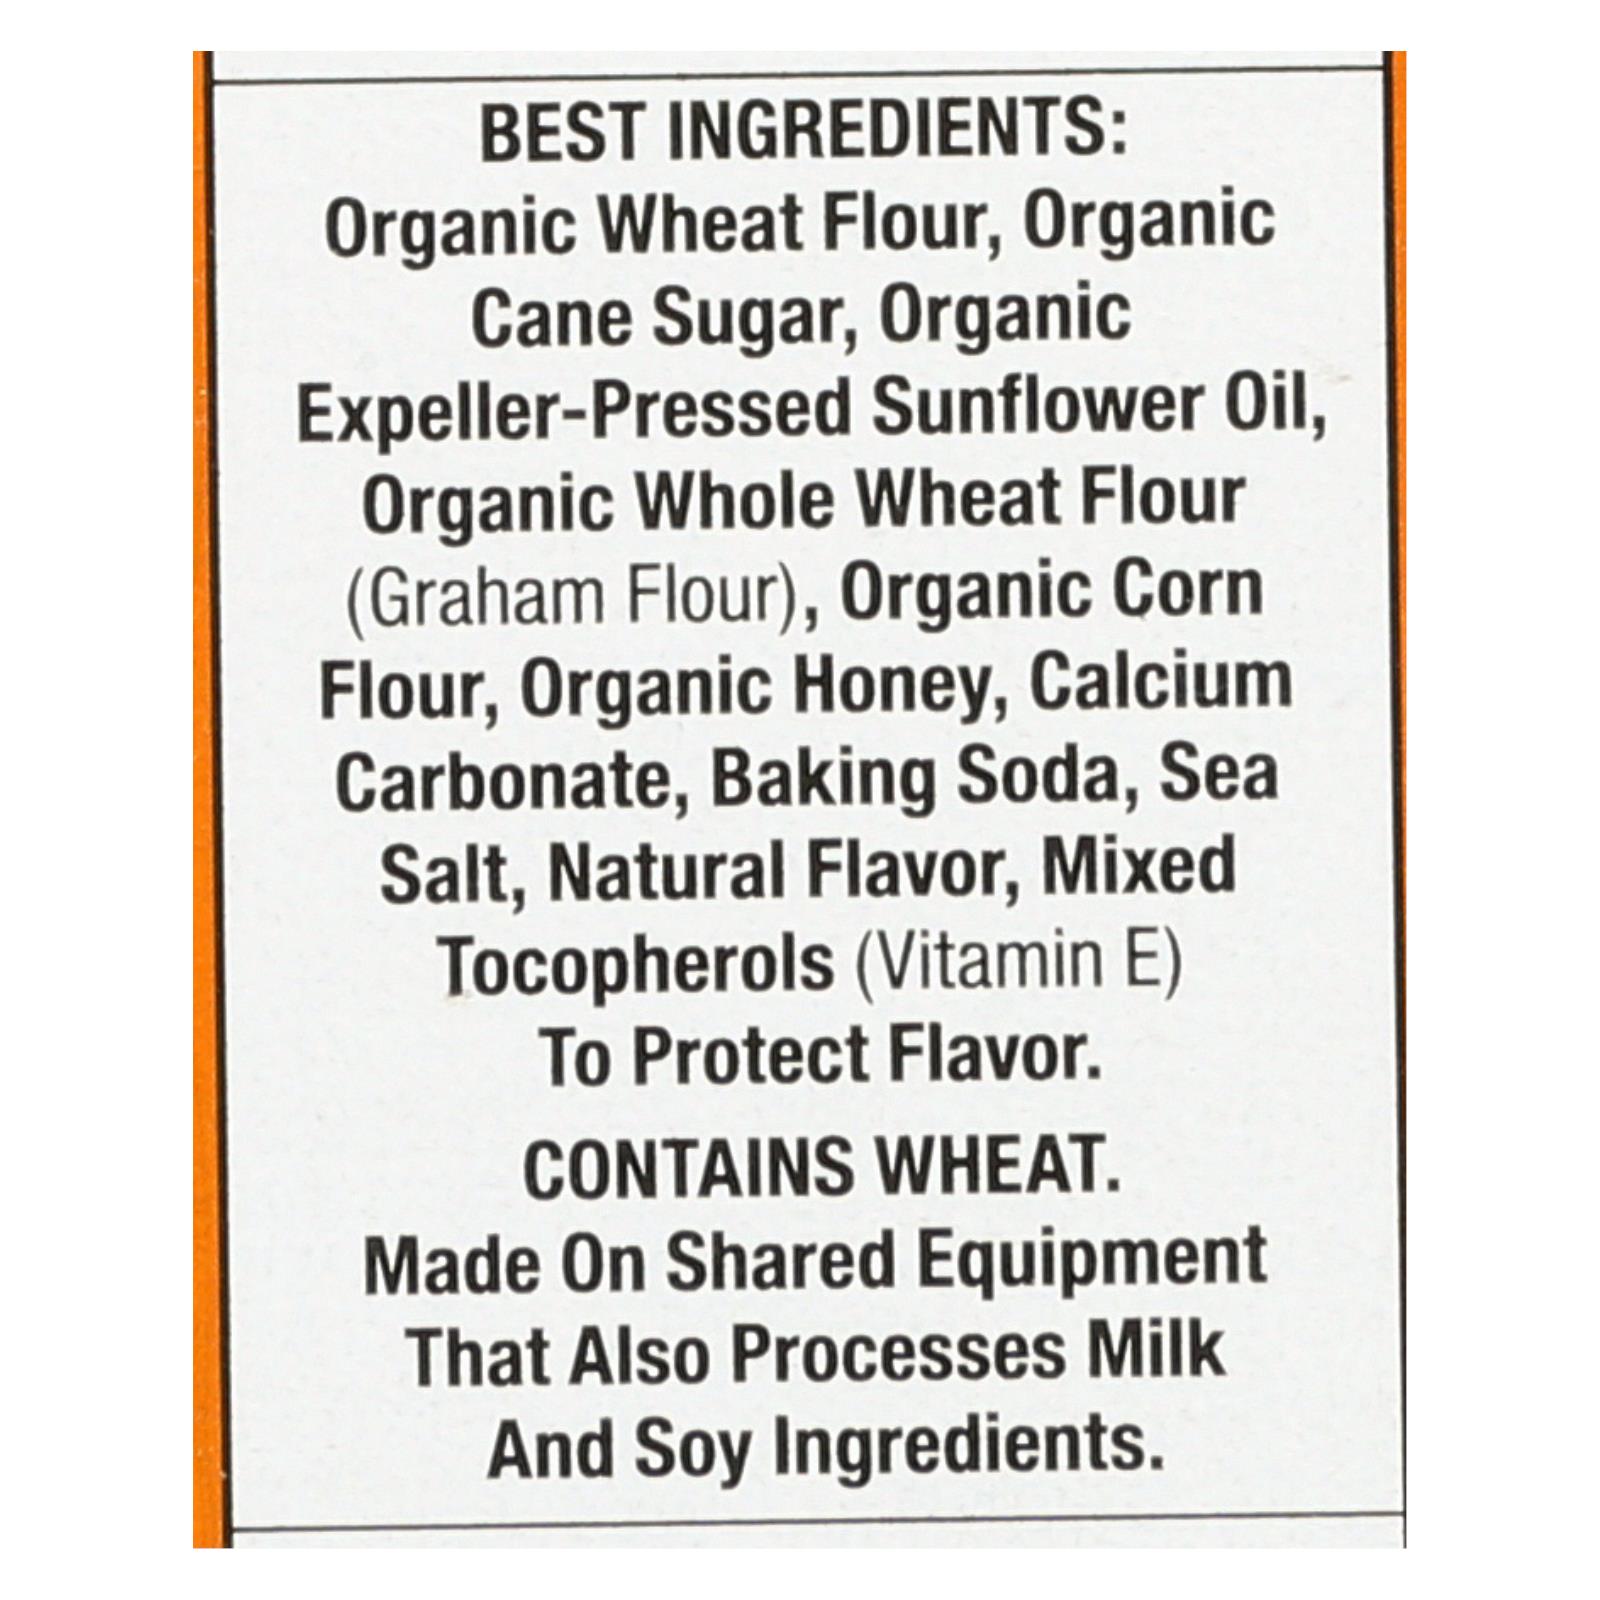 BEST INGREDIENTS:
Organic Wheat Flour, Organic
Cane Sugar, Organic
Expeller-Pressed Sunflower Oil,
Organic Whole Wheat Flour
(Graham Flour), Organic Corn
Flour, Organic Honey, Calcium
Carbonate, Baking Soda, Sea
Salt, Natural Flavor, Mixed
Tocopherols (Vitamin E)
To Protect Flavor.
CONTAINS WHEAT.
Made On Shared Equipment
That Also Processes Milk
And Soy Ingredients.